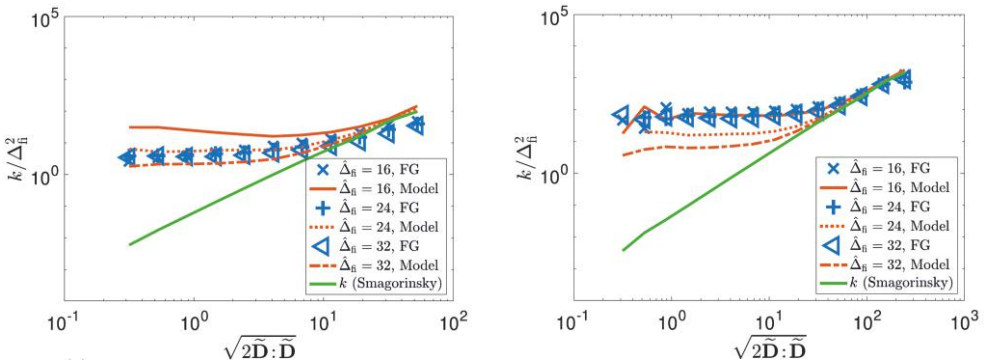 10^5
10^0
k/Δ_fi^2
× Δ̂_fi = 16, FG
Δ̂_fi = 16, Model
+ Δ̂_fi = 24, FG
Δ̂_fi = 24, Model
◁ Δ̂_fi = 32, FG
Δ̂_fi = 32, Model
k (Smagorinsky)
10^-1 10^0 10^1 10^2
√2D̃:D̃
10^5
10^0
k/Δ_fi^2
× Δ̂_fi = 16, FG
Δ̂_fi = 16, Model
+ Δ̂_fi = 24, FG
Δ̂_fi = 24, Model
◁ Δ̂_fi = 32, FG
Δ̂_fi = 32, Model
k (Smagorinsky)
10^-1 10^0 10^1 10^2 10^3
√2D̃:D̃